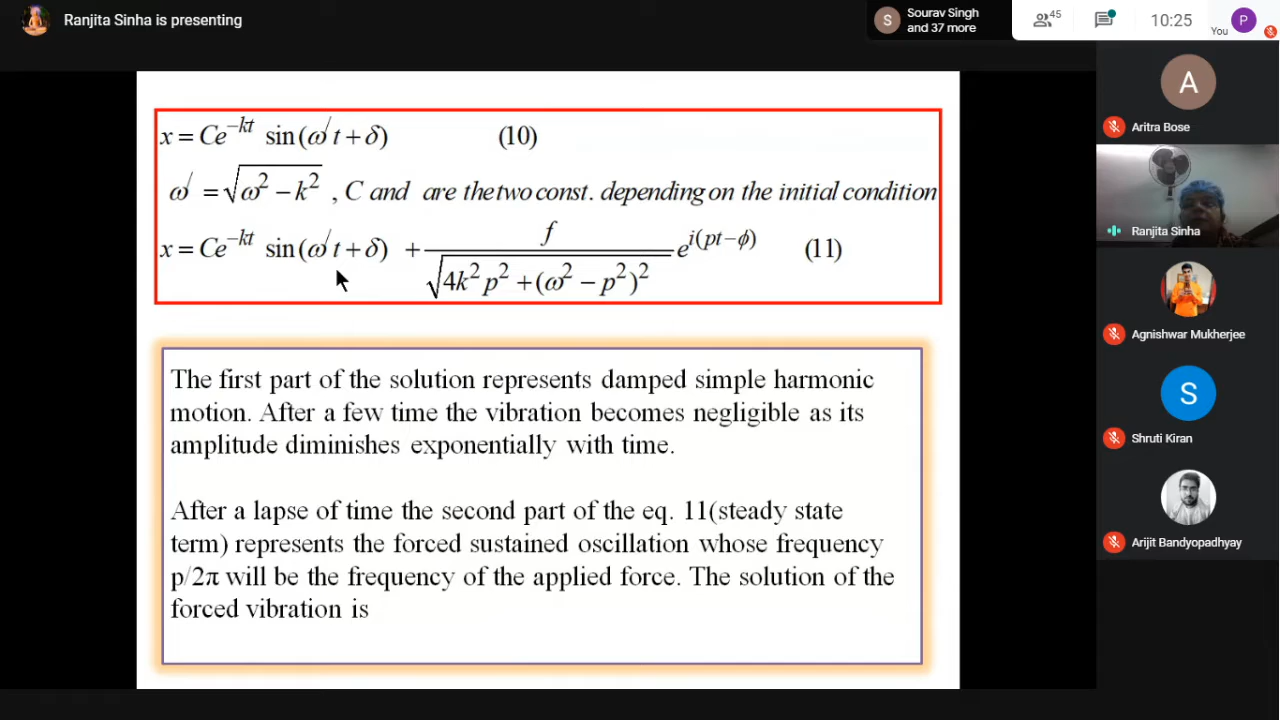 Ranjita Sinha is presenting
S
Sourav Singh
and 37 more
45
10:25
You
P
x = Ce^{-kt} sin(ω^/ t + δ) (10)
ω^/ = √(ω² − k²) , C and are the two const. depending on the initial condition
x = Ce^{-kt} sin(ω^/ t + δ) + f / √(4k²p² + (ω² − p²)²) e^{i(pt−ϕ)} (11)
The first part of the solution represents damped simple harmonic
motion. After a few time the vibration becomes negligible as its
amplitude diminishes exponentially with time.
After a lapse of time the second part of the eq. 11(steady state
term) represents the forced sustained oscillation whose frequency
p/2π will be the frequency of the applied force. The solution of the
forced vibration is
A
Aritra Bose
Ranjita Sinha
Agnishwar Mukherjee
S
Shruti Kiran
Arijit Bandyopadhyay